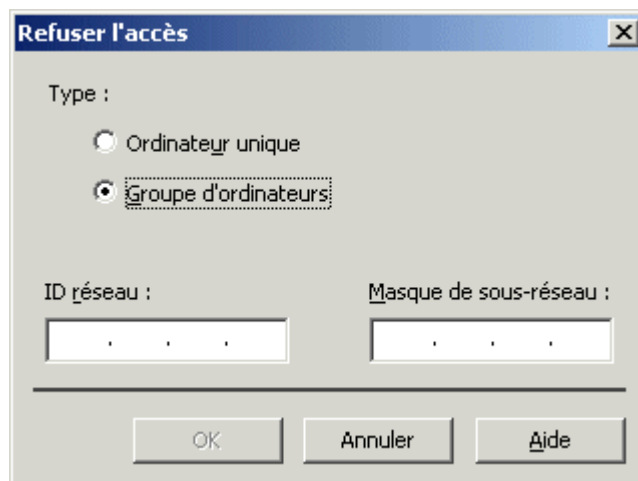 Refuser l'accès
Type :
Ordinateur unique
Groupe d'ordinateurs
ID réseau :
Masque de sous-réseau :
. . .
. . .
OK
Annuler
Aide